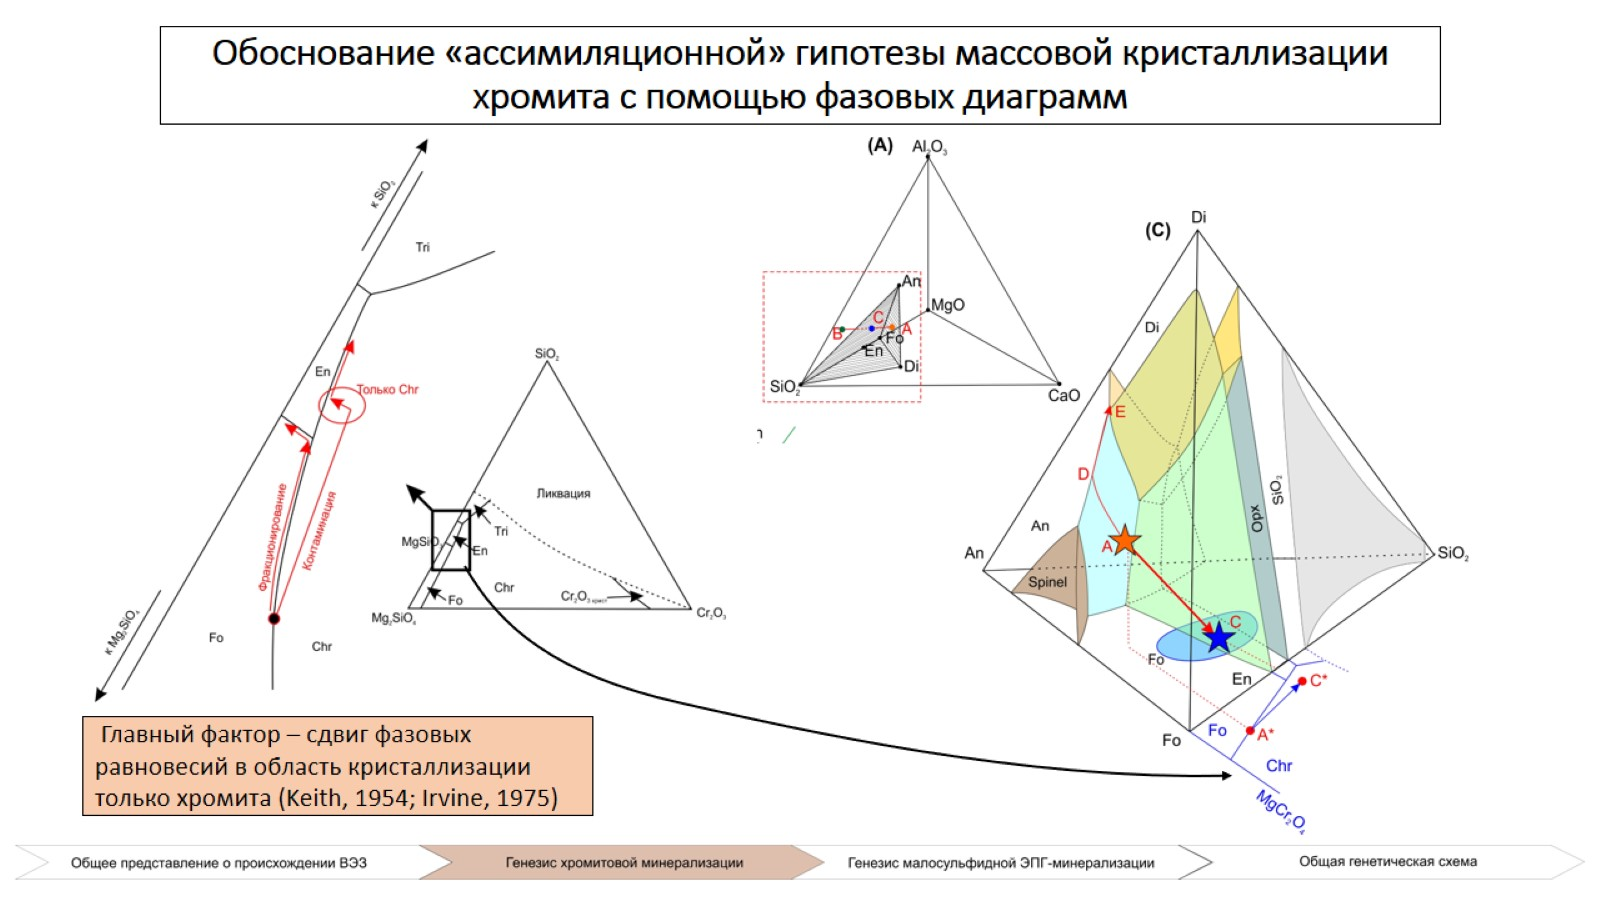 Обоснование «ассимиляционной» гипотезы массовой кристаллизации
хромита с помощью фазовых диаграмм
к SiO₂
Tri
En
Только Chr
Фракционирование
Контаминация
к Mg₂SiO₄
Fo
Chr
SiO₂
Ликвация
Tri
MgSiO₃
En
Chr
Cr₂O₃ крист
Fo
Mg₂SiO₄
Cr₂O₃
(A)
Al₂O₃
An
MgO
B
C
A
Fo
En
Di
SiO₂
CaO
(C)
Di
Di
E
D
SiO₂
Opx
An
A
An
SiO₂
Spinel
C
Fo
En
C*
Fo
Fo
A*
Chr
MgCr₂O₄
Главный фактор – сдвиг фазовых
равновесий в область кристаллизации
только хромита (Keith, 1954; Irvine, 1975)
Общее представление о происхождении ВЭЗ
Генезис хромитовой минерализации
Генезис малосульфидной ЭПГ-минерализации
Общая генетическая схема